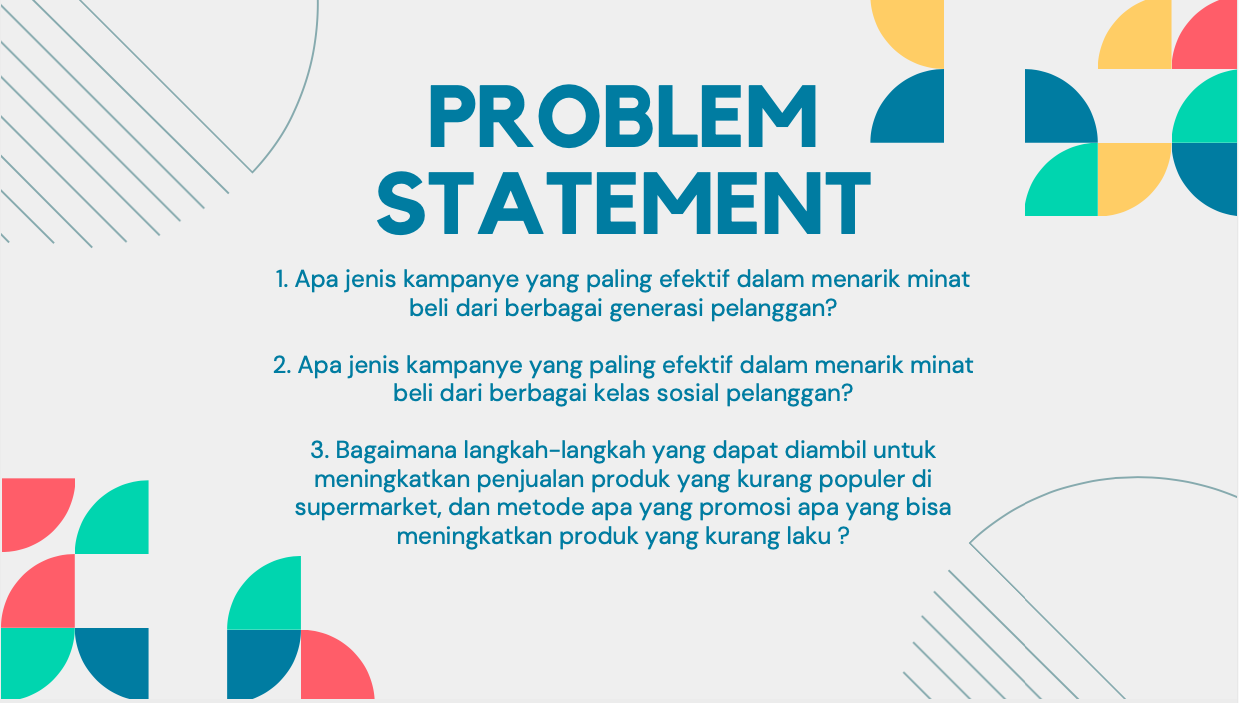 PROBLEM
STATEMENT
1. Apa jenis kampanye yang paling efektif dalam menarik minat
beli dari berbagai generasi pelanggan?
2. Apa jenis kampanye yang paling efektif dalam menarik minat
beli dari berbagai kelas sosial pelanggan?
3. Bagaimana langkah-langkah yang dapat diambil untuk
meningkatkan penjualan produk yang kurang populer di
supermarket, dan metode apa yang promosi apa yang bisa
meningkatkan produk yang kurang laku ?